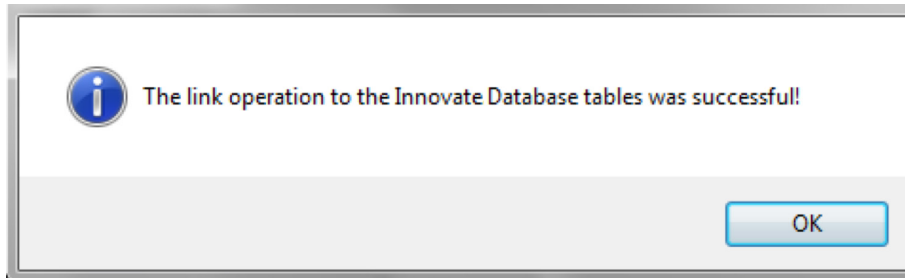 The link operation to the Innovate Database tables was successful!
OK